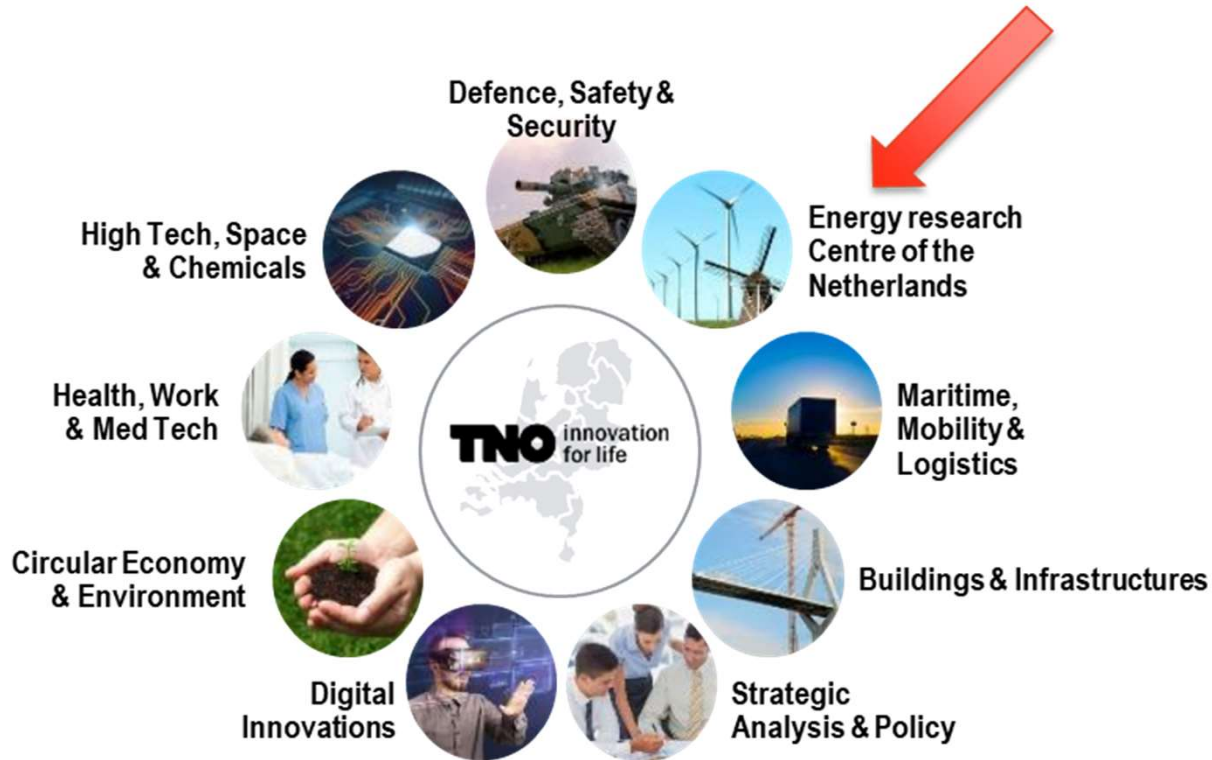 Defence, Safety &
Security
Energy research
Centre of the
Netherlands
Maritime,
Mobility &
Logistics
Buildings & Infrastructures
Strategic
Analysis & Policy
Digital
Innovations
Circular Economy
& Environment
Health, Work
& Med Tech
High Tech, Space
& Chemicals
TNO innovation
for life